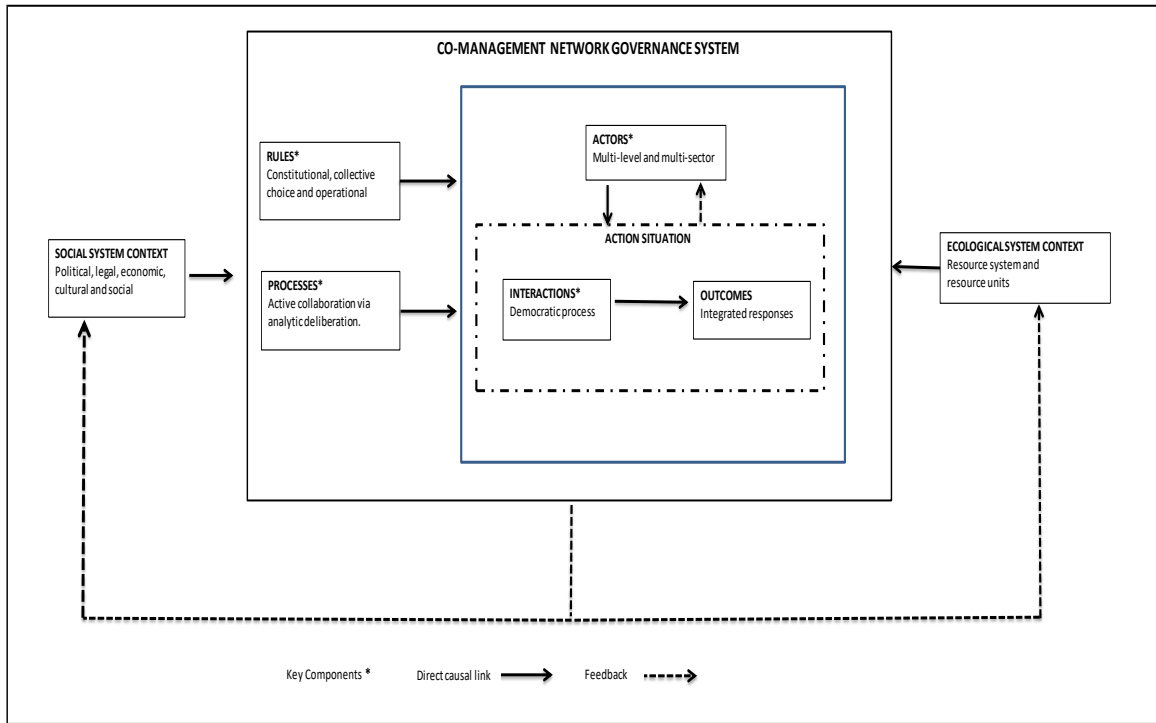 CO-MANAGEMENT NETWORK GOVERNANCE SYSTEM
RULES*
Constitutional, collective
choice and operational
ACTORS*
Multi-level and multi-sector
SOCIAL SYSTEM CONTEXT
Political, legal, economic,
cultural and social
PROCESSES*
Active collaboration via
analytic deliberation.
ACTION SITUATION
INTERACTIONS*
Democratic process
OUTCOMES
Integrated responses
ECOLOGICAL SYSTEM CONTEXT
Resource system and
resource units
Key Components *
Direct causal link
Feedback